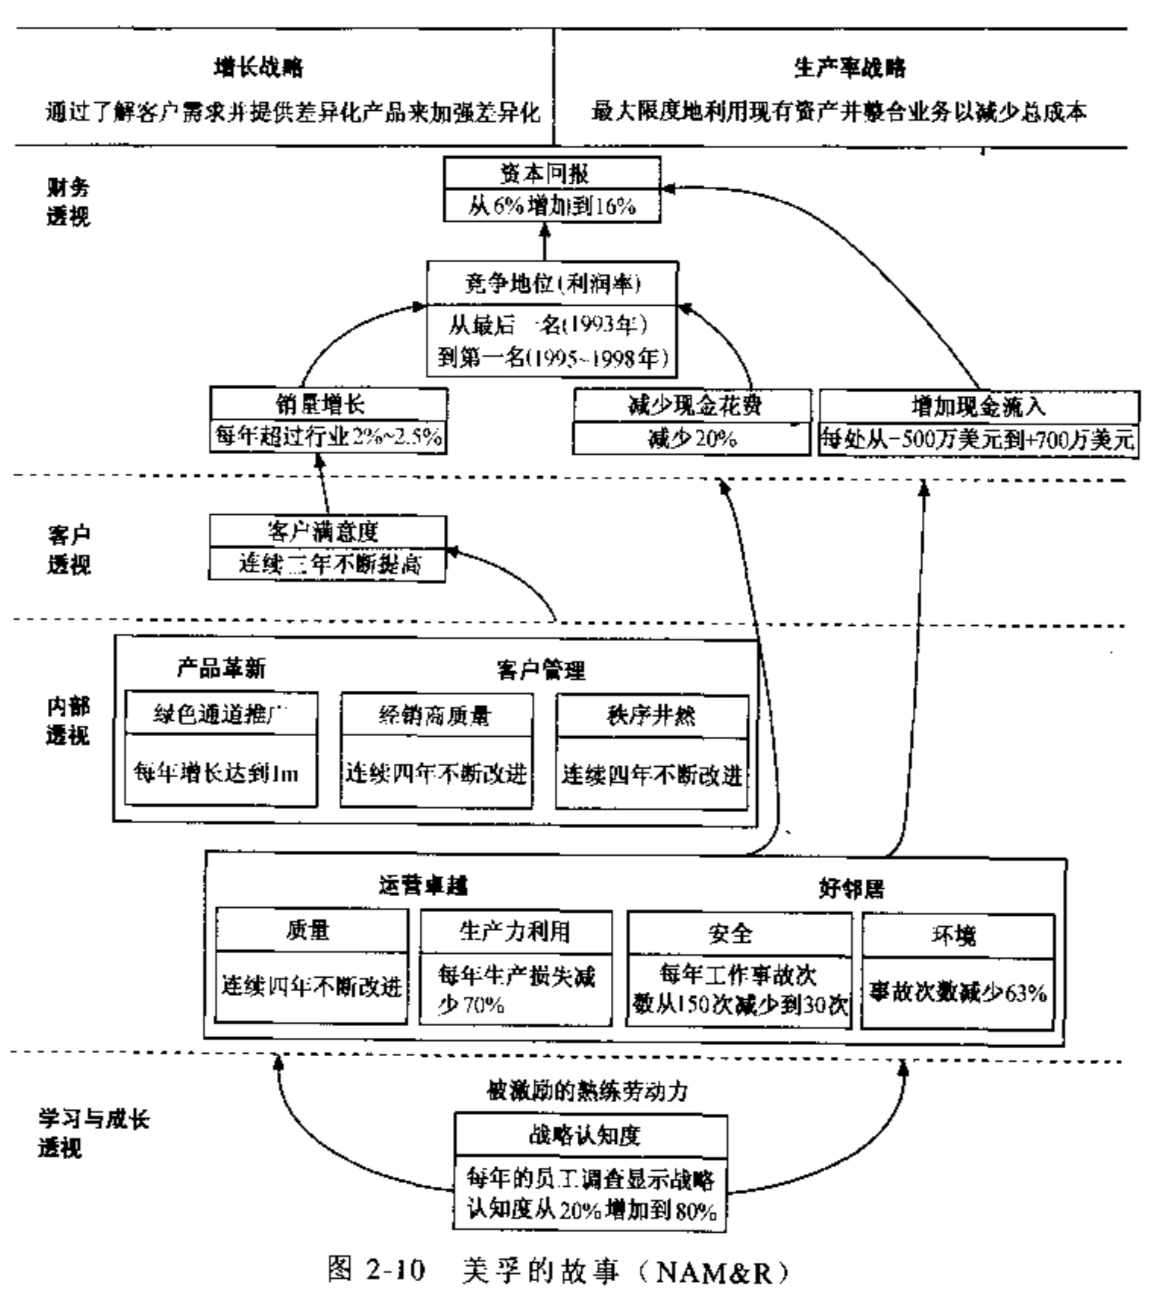 增长战略
通过了解客户需求并提供差异化产品来加强差异化
生产率战略
最大限度地利用现有资产并整合业务以减少总成本
财务
透视
资本回报
从6%增加到16%
竞争地位(利润率)
从最后一名(1993年)
到第一名(1995~1998年)
销量增长
每年超过行业2%~2.5%
减少现金花费
减少20%
增加现金流入
每处从-500万美元到+700万美元
客户
透视
客户满意度
连续三年不断提高
内部
透视
产品革新
客户管理
绿色通道推广
每年增长达到1m
经销商质量
连续四年不断改进
秩序井然
连续四年不断改进
运营卓越
好邻居
质量
连续四年不断改进
生产力利用
每年生产损失减
少70%
安全
每年工作事故次
数从150次减少到30次
环境
事故次数减少63%
学习与成长
透视
被激励的熟练劳动力
战略认知度
每年的员工调查显示战略
认知度从20%增加到80%
图 2-10 美孚的故事（NAM&R）